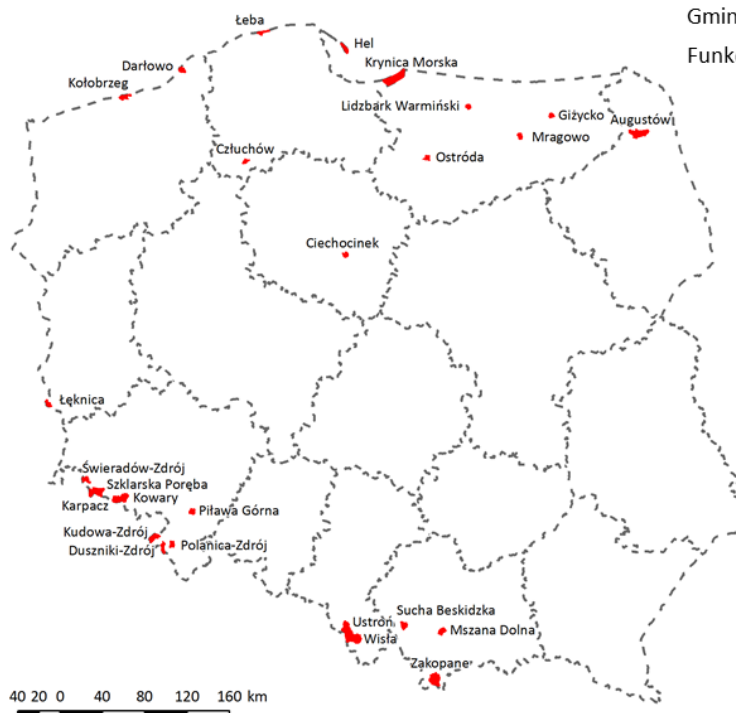 Gmin
Funk
Łeba
Hel
Darłowo
Krynica Morska
Kołobrzeg
Lidzbark Warmiński
Giżycko
Augustów
Mragowo
Człuchów
Ostróda
Ciechocinek
Łęknica
Świeradów-Zdrój
Szklarska Poręba
Karpacz
Kowary
Piława Górna
Kudowa-Zdrój
Duszniki-Zdrój
Polanica-Zdrój
Sucha Beskidzka
Ustroń
Mszana Dolna
Wisła
Zakopane
40 20 0 40 80 120 160 km